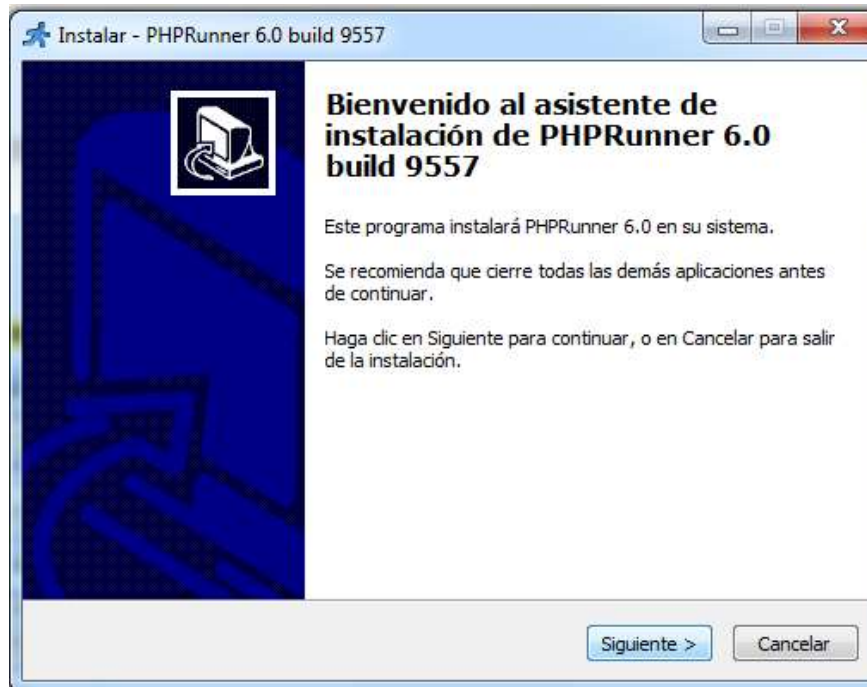 Instalar - PHPRunner 6.0 build 9557
Bienvenido al asistente de
instalación de PHPRunner 6.0
build 9557
Este programa instalará PHPRunner 6.0 en su sistema.
Se recomienda que cierre todas las demás aplicaciones antes
de continuar.
Haga clic en Siguiente para continuar, o en Cancelar para salir
de la instalación.
Siguiente >
Cancelar